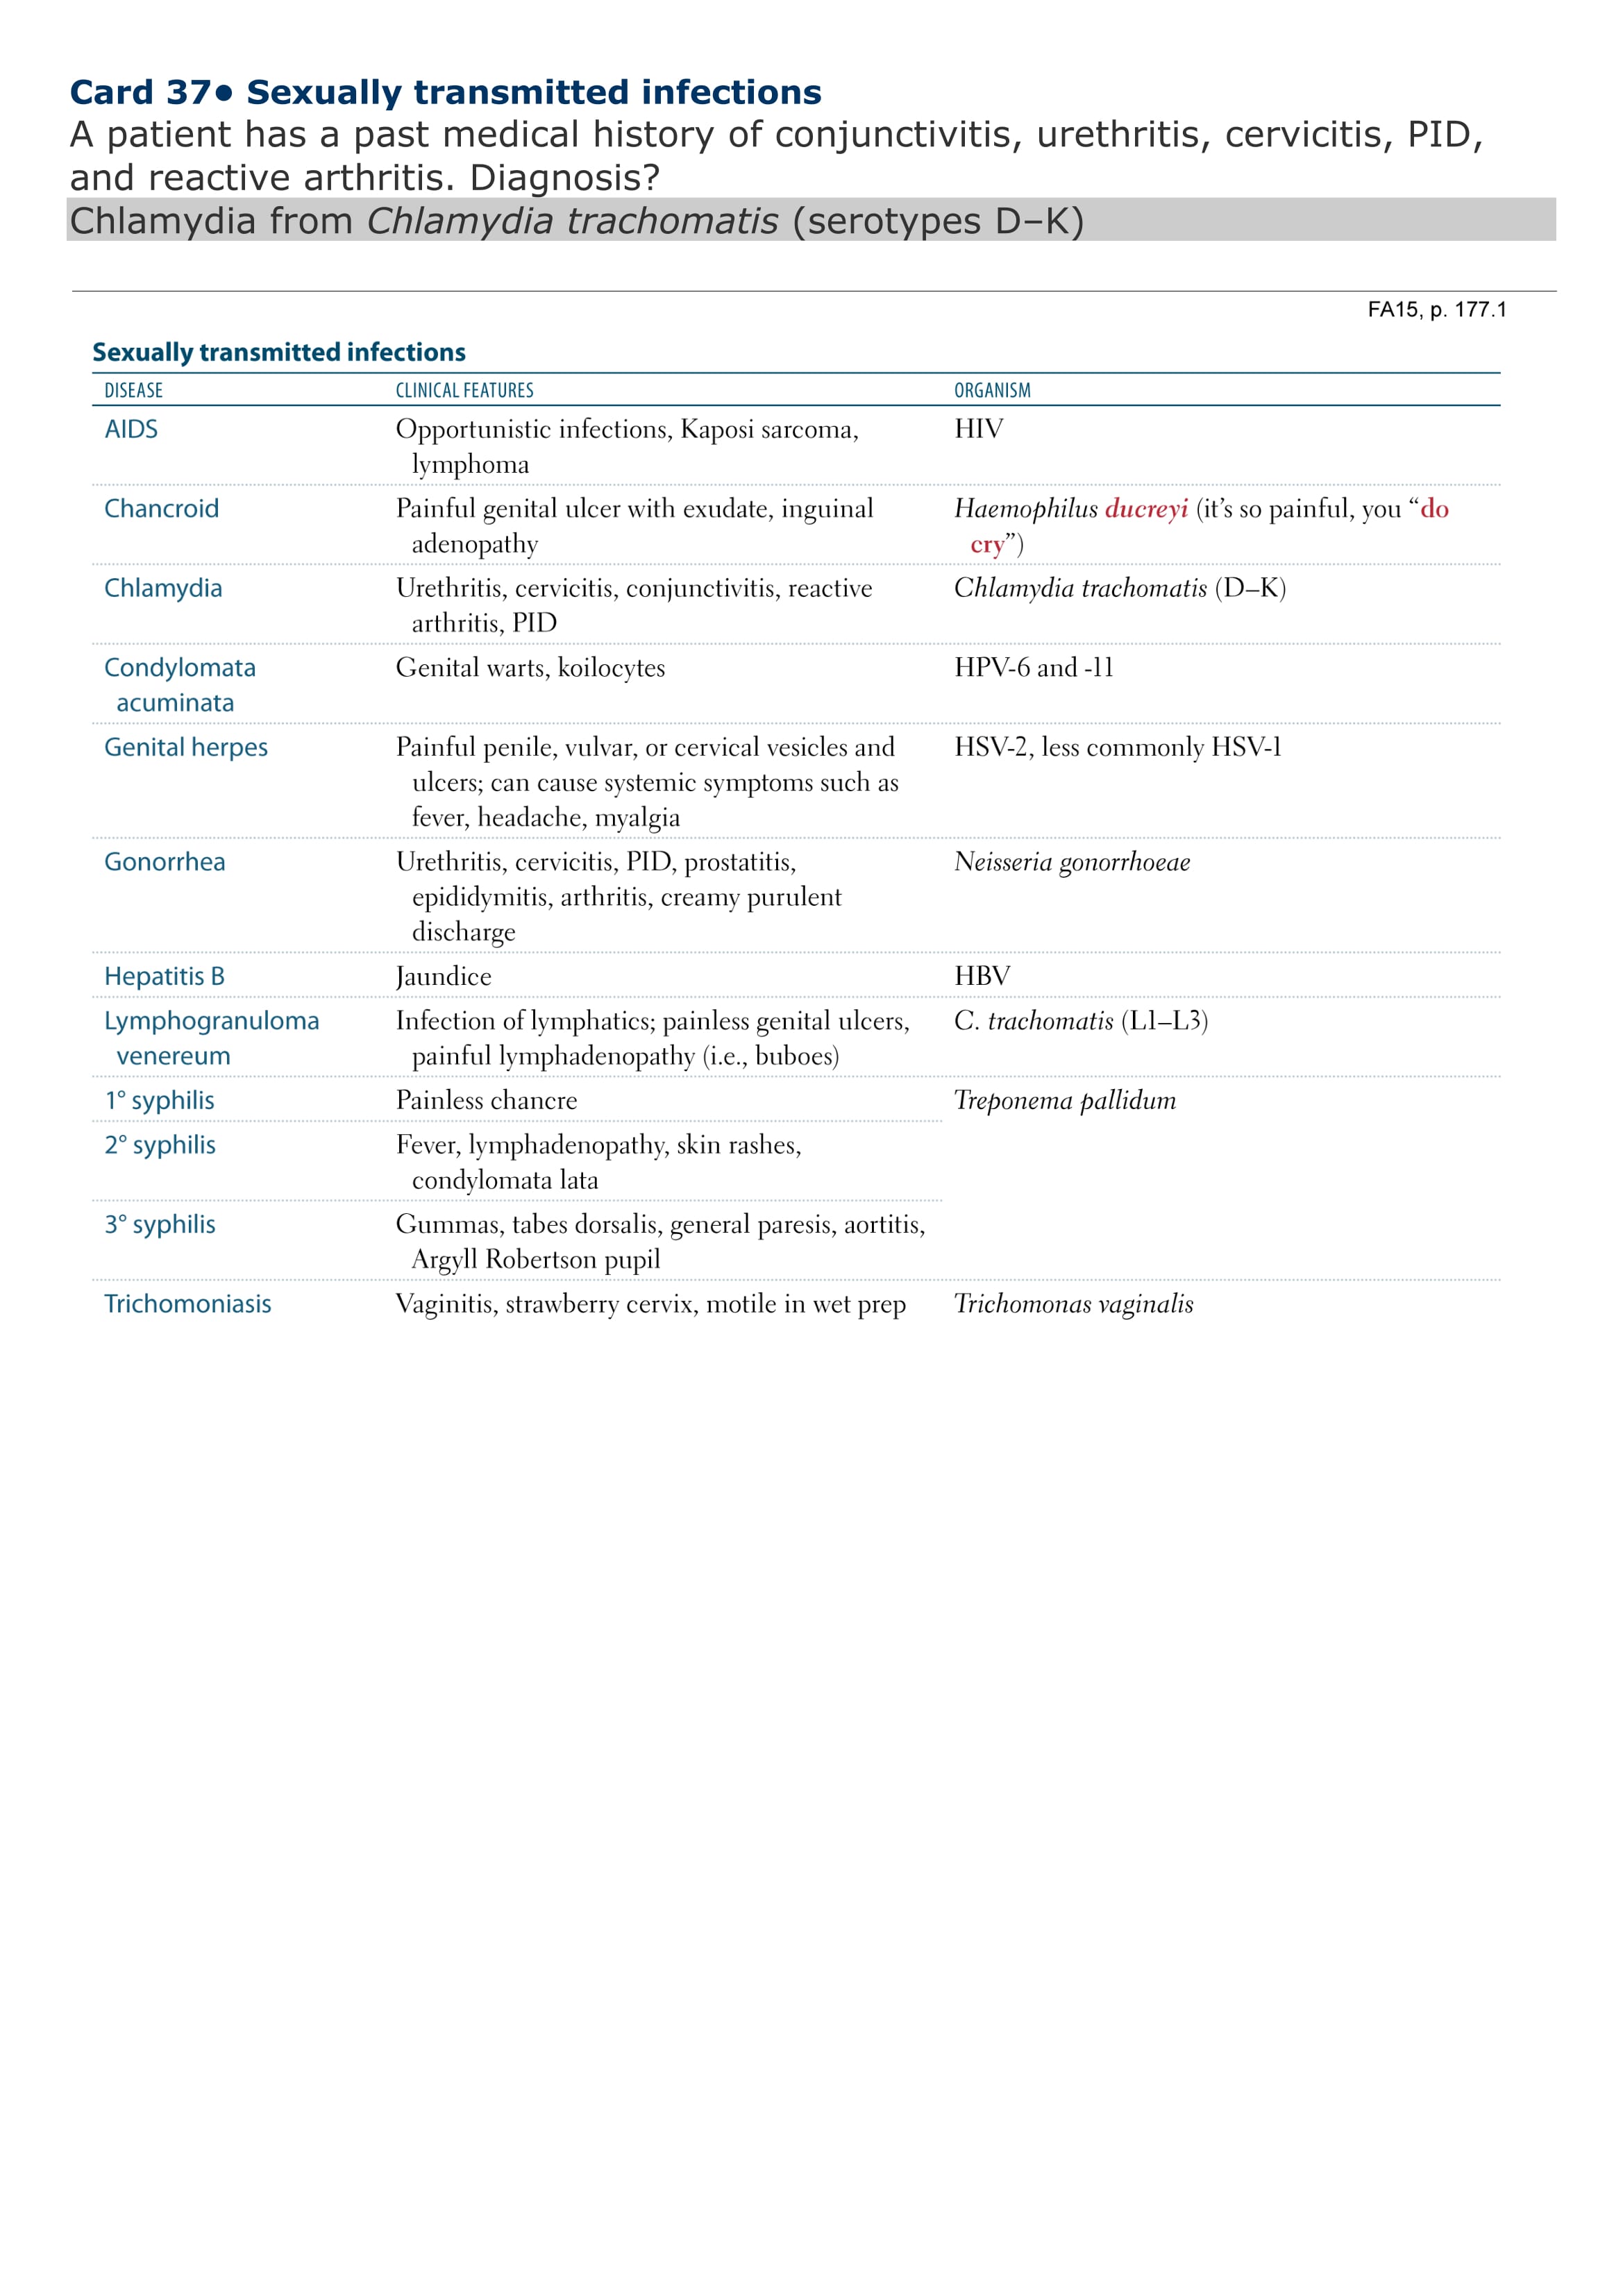 Card 37• Sexually transmitted infections
A patient has a past medical history of conjunctivitis, urethritis, cervicitis, PID,
and reactive arthritis. Diagnosis?
Chlamydia from Chlamydia trachomatis (serotypes D–K)
FA15, p. 177.1
Sexually transmitted infections
DISEASE CLINICAL FEATURES ORGANISM
AIDS Opportunistic infections, Kaposi sarcoma, HIV
lymphoma
Chancroid Painful genital ulcer with exudate, inguinal Haemophilus ducreyi (it’s so painful, you “do
adenopathy cry”)
Chlamydia Urethritis, cervicitis, conjunctivitis, reactive Chlamydia trachomatis (D–K)
arthritis, PID
Condylomata Genital warts, koilocytes HPV-6 and -11
acuminata
Genital herpes Painful penile, vulvar, or cervical vesicles and HSV-2, less commonly HSV-1
ulcers; can cause systemic symptoms such as
fever, headache, myalgia
Gonorrhea Urethritis, cervicitis, PID, prostatitis, Neisseria gonorrhoeae
epididymitis, arthritis, creamy purulent
discharge
Hepatitis B Jaundice HBV
Lymphogranuloma Infection of lymphatics; painless genital ulcers, C. trachomatis (L1–L3)
venereum painful lymphadenopathy (i.e., buboes)
1° syphilis Painless chancre Treponema pallidum
2° syphilis Fever, lymphadenopathy, skin rashes,
condylomata lata
3° syphilis Gummas, tabes dorsalis, general paresis, aortitis,
Argyll Robertson pupil
Trichomoniasis Vaginitis, strawberry cervix, motile in wet prep Trichomonas vaginalis